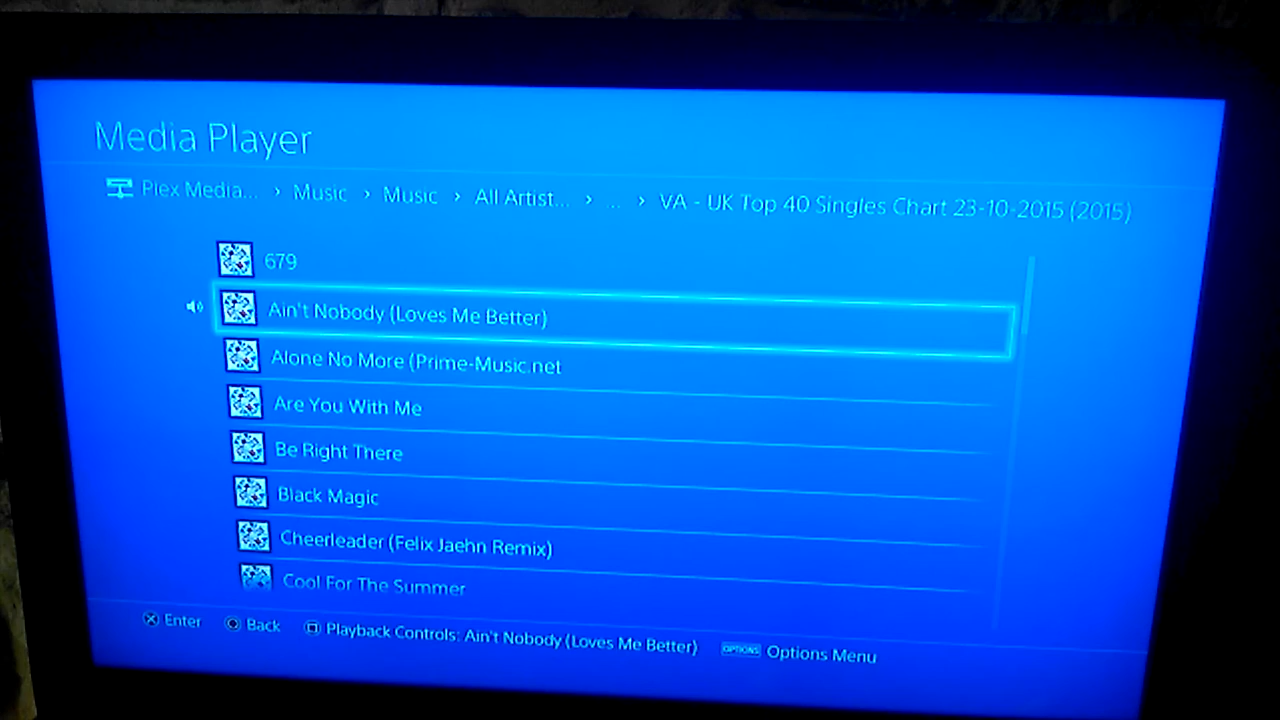 Media Player
Plex Media... > Music > Music > All Artist... > ... > VA - UK Top 40 Singles Chart 23-10-2015 (2015)
679
Ain't Nobody (Loves Me Better)
Alone No More (Prime-Music.net
Are You With Me
Be Right There
Black Magic
Cheerleader (Felix Jaehn Remix)
Cool For The Summer
Enter Back Playback Controls: Ain't Nobody (Loves Me Better) OPTIONS Options Menu